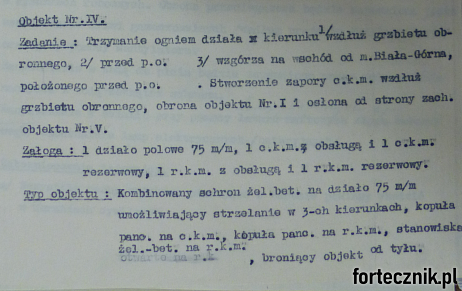 Objekt Nr.IV.
Zadanie : Trzymanie ogniem działa z kierunku 1/ wzdłuż grzbietu ob-
ronnego, 2/ przed p.o. 3/ wzgórza na wschód od m.Biała-Górna,
położonego przed p.o. . Stworzenie zapory c.k.m. wzdłuż
grzbietu obronnego, obrona objektu Nr.I i osłona od strony zach.
objektu Nr.V.
Załoga : 1 działo polowe 75 m/m, 1 c.k.m.z obsługą i 1 c.k.m.
rezerwowy, 1 r.k.m. z obsługą i 1 r.k.m. rezerwowy.
Typ objektu : Kombinowany schron żel.bet. na działo 75 m/m
umożliwiający strzelanie w 3-ch kierunkach, kopuła
panc. na c.k.m., kopuła panc. na r.k.m., stanowiska
żel.-bet. na r.k.m.
otwarte na r.k , broniący objekt od tyłu.
fortecznik.pl